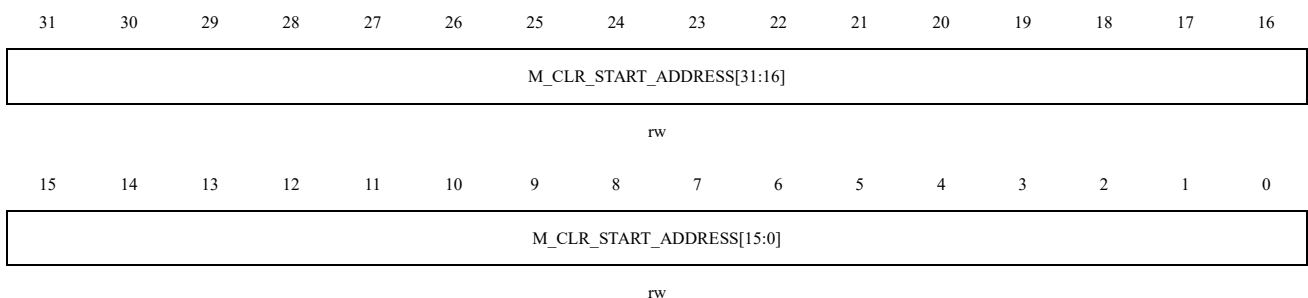 31 30 29 28 27 26 25 24 23 22 21 20 19 18 17 16
M_CLR_START_ADDRESS[31:16]
rw
15 14 13 12 11 10 9 8 7 6 5 4 3 2 1 0
M_CLR_START_ADDRESS[15:0]
rw